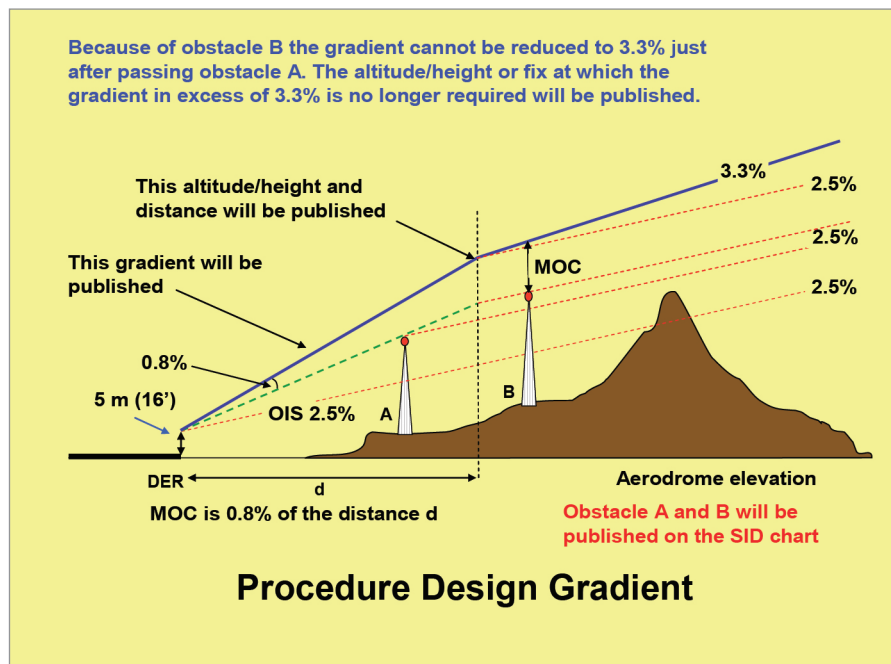 Because of obstacle B the gradient cannot be reduced to 3.3% just
after passing obstacle A. The altitude/height or fix at which the
gradient in excess of 3.3% is no longer required will be published.
3.3%
2.5%
This altitude/height and
distance will be published
2.5%
MOC
This gradient will be
published
2.5%
0.8%
5 m (16’)
OIS 2.5%
A
B
DER
d
Aerodrome elevation
MOC is 0.8% of the distance d
Obstacle A and B will be
published on the SID chart
Procedure Design Gradient